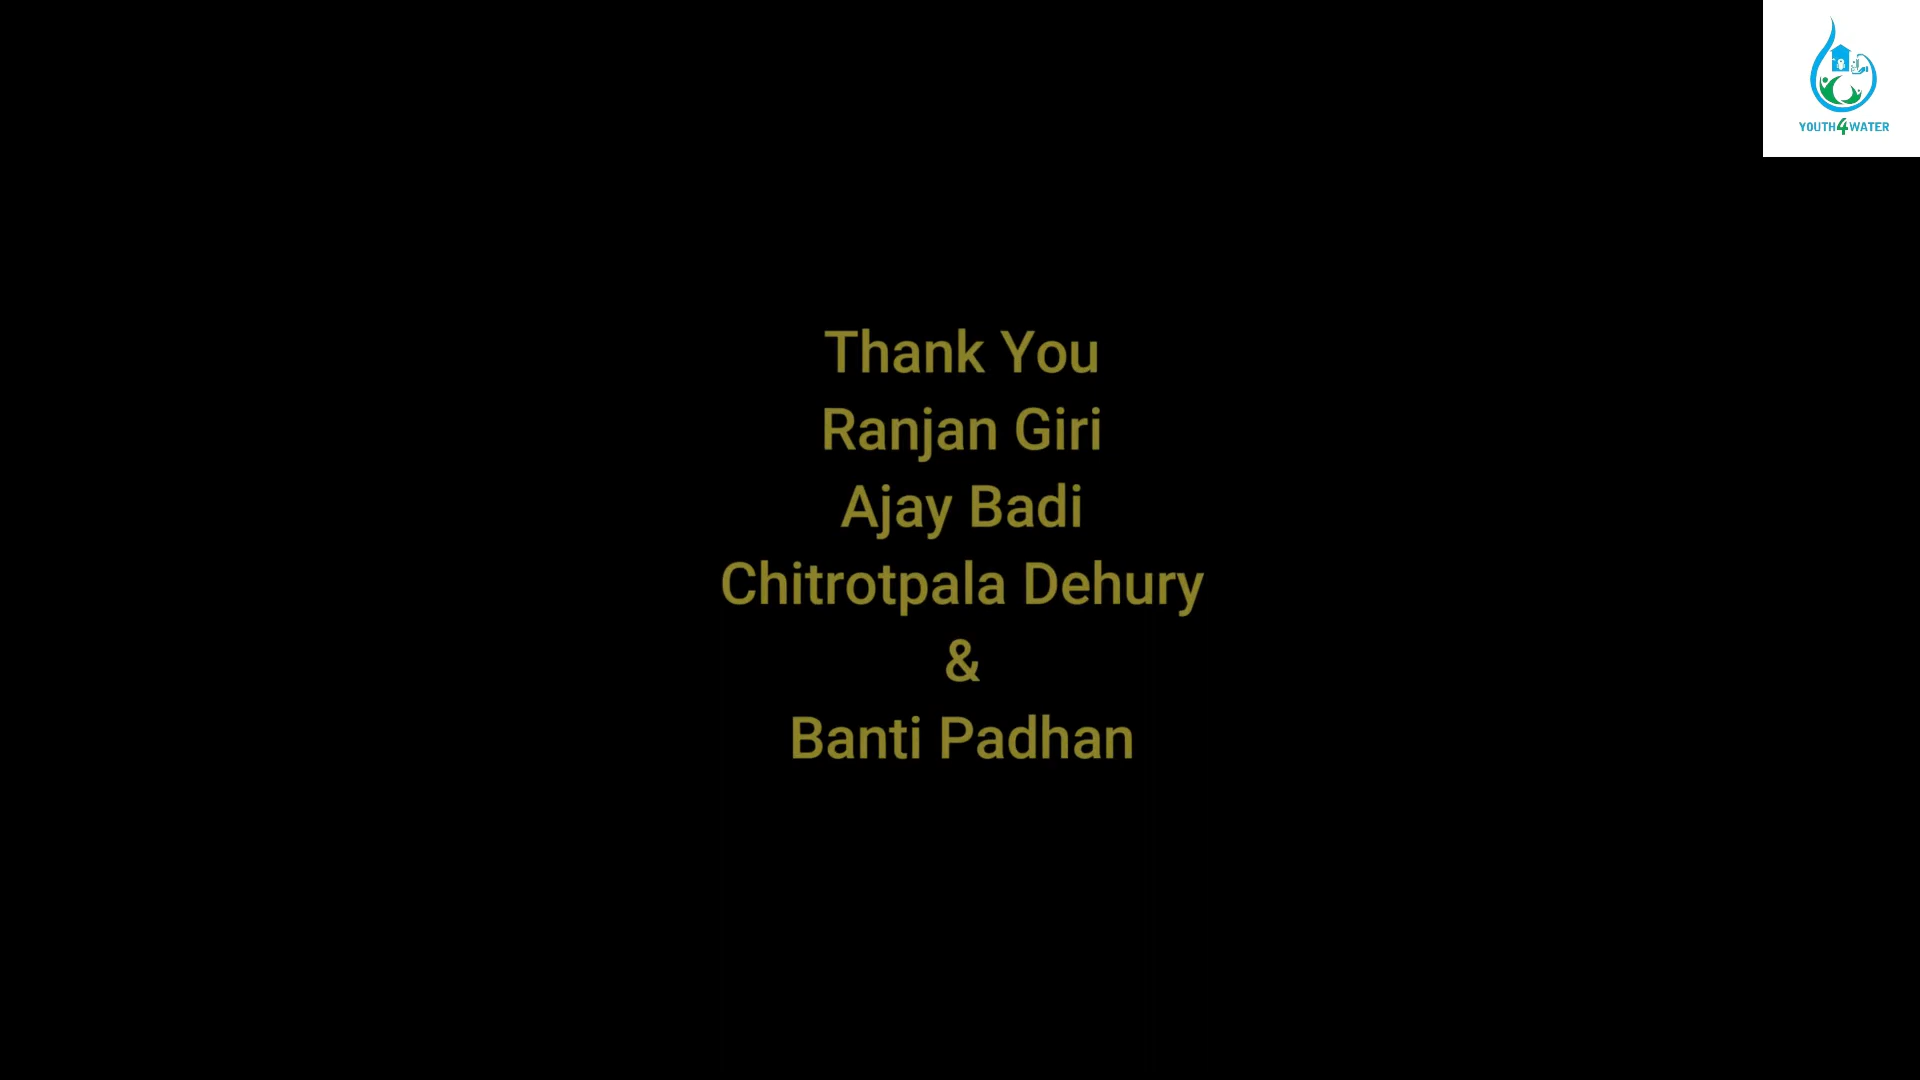 YOUTH4WATER
Thank You
Ranjan Giri
Ajay Badi
Chitrotpala Dehury
&
Banti Padhan